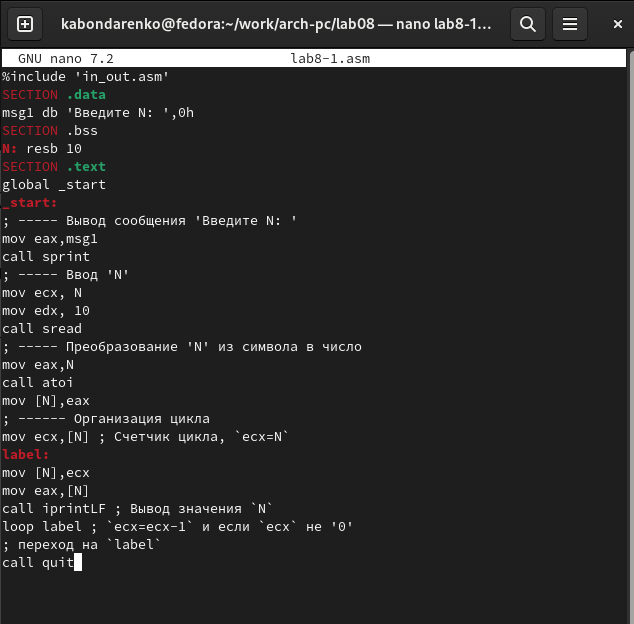 kabondarenko@fedora:~/work/arch-pc/lab08 — nano lab8-1...
GNU nano 7.2 lab8-1.asm
%include 'in_out.asm'
SECTION .data
msg1 db 'Введите N: ',0h
SECTION .bss
N: resb 10
SECTION .text
global _start
_start:
; ----- Вывод сообщения 'Введите N: '
mov eax,msg1
call sprint
; ----- Ввод 'N'
mov ecx, N
mov edx, 10
call sread
; ----- Преобразование 'N' из символа в число
mov eax,N
call atoi
mov [N],eax
; ------ Организация цикла
mov ecx,[N] ; Счетчик цикла, `ecx=N`
label:
mov [N],ecx
mov eax,[N]
call iprintLF ; Вывод значения `N`
loop label ; `ecx=ecx-1` и если `ecx` не '0'
; переход на `label`
call quit